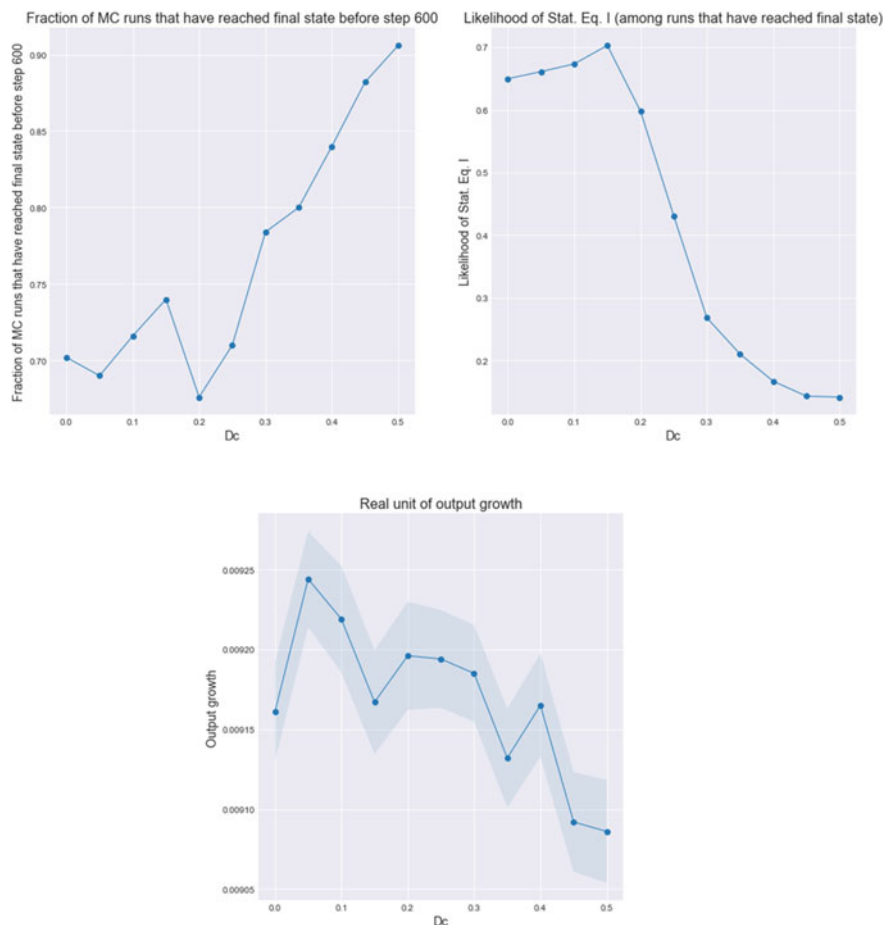 Fraction of MC runs that have reached final state before step 600
Fraction of MC runs that have reached final state before step 600
0.90
0.85
0.80
0.75
0.70
0.0 0.1 0.2 0.3 0.4 0.5
Dc
Likelihood of Stat. Eq. I (among runs that have reached final state)
Likelihood of Stat. Eq. I
0.7
0.6
0.5
0.4
0.3
0.2
0.0 0.1 0.2 0.3 0.4 0.5
Dc
Real unit of output growth
Output growth
0.00925
0.00920
0.00915
0.00910
0.00905
0.0 0.1 0.2 0.3 0.4 0.5
Dc